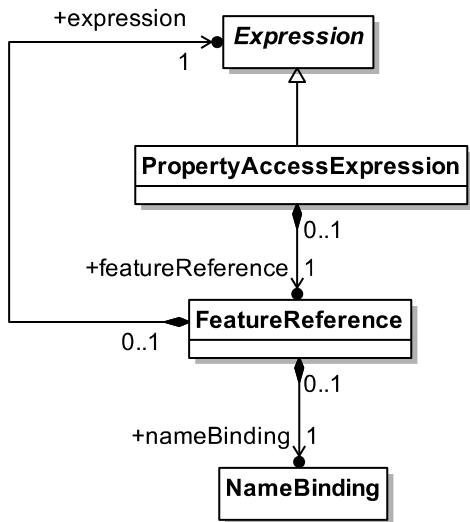 +expression
Expression
1
PropertyAccessExpression
0..1
+featureReference
1
FeatureReference
0..1
0..1
+nameBinding
1
NameBinding